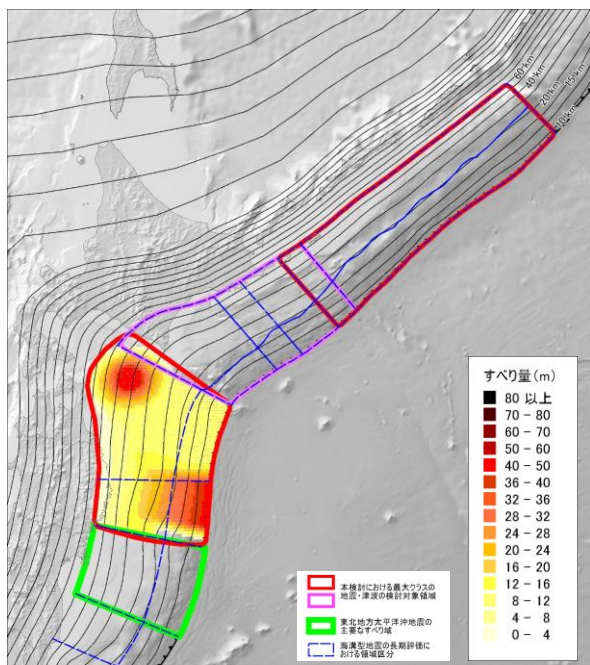 60 km
40 km
20 km
15 km
10 km
すべり量(m)
80 以上
70 - 80
60 - 70
50 - 60
40 - 50
36 - 40
32 - 36
28 - 32
24 - 28
20 - 24
16 - 20
12 - 16
8 - 12
4 - 8
0 - 4
本検討における最大クラスの
地震・津波の検討対象領域
東北地方太平洋沖地震の
主要なすべり域
海溝型地震の長期評価に
おける領域区分